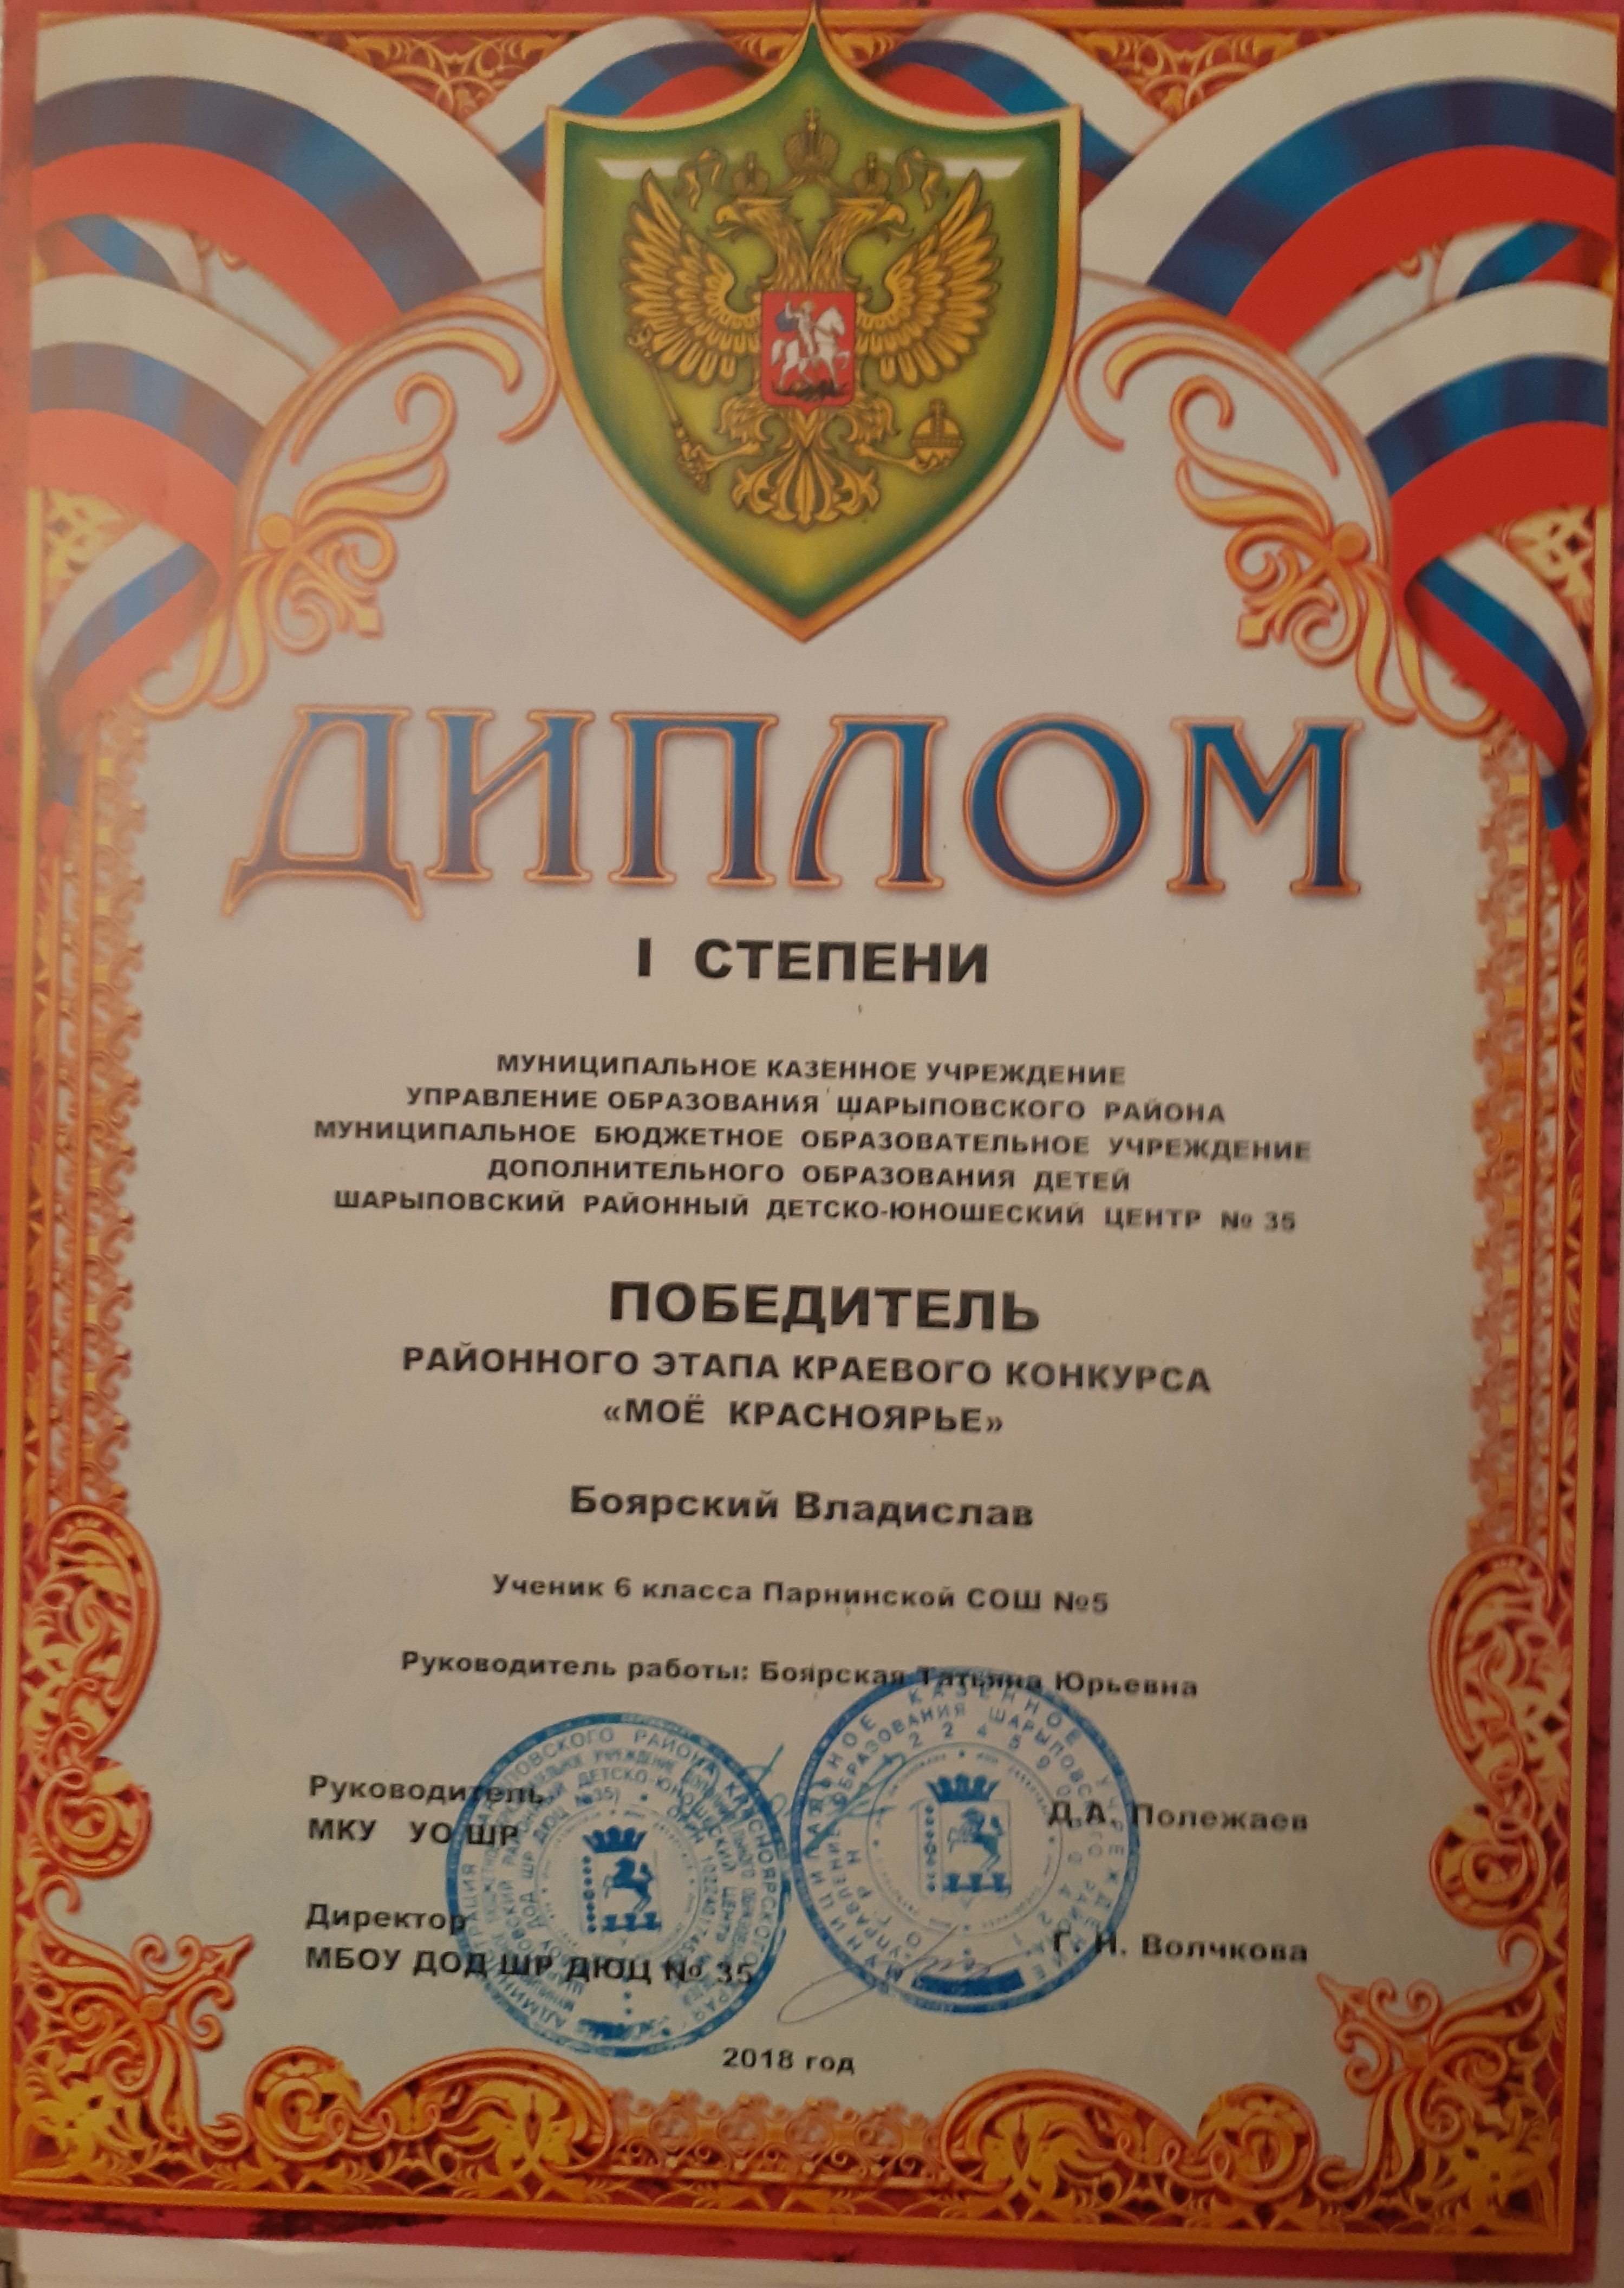 ДИПЛОМ
I СТЕПЕНИ
МУНИЦИПАЛЬНОЕ КАЗЕННОЕ УЧРЕЖДЕНИЕ
УПРАВЛЕНИЕ ОБРАЗОВАНИЯ ШАРЫПОВСКОГО РАЙОНА
МУНИЦИПАЛЬНОЕ БЮДЖЕТНОЕ ОБРАЗОВАТЕЛЬНОЕ УЧРЕЖДЕНИЕ
ДОПОЛНИТЕЛЬНОГО ОБРАЗОВАНИЯ ДЕТЕЙ
ШАРЫПОВСКИЙ РАЙОННЫЙ ДЕТСКО-ЮНОШЕСКИЙ ЦЕНТР № 35
ПОБЕДИТЕЛЬ
РАЙОННОГО ЭТАПА КРАЕВОГО КОНКУРСА
«МОЁ КРАСНОЯРЬЕ»
Боярский Владислав
Ученик 6 класса Парнинской СОШ №5
Руководитель работы: Боярская Татьяна Юрьевна
Руководитель
МКУ УО ШР
Д.А. Полежаев
Директор
МБОУ ДОД ШР ДЮЦ № 35
Г. Н. Волчкова
2018 год